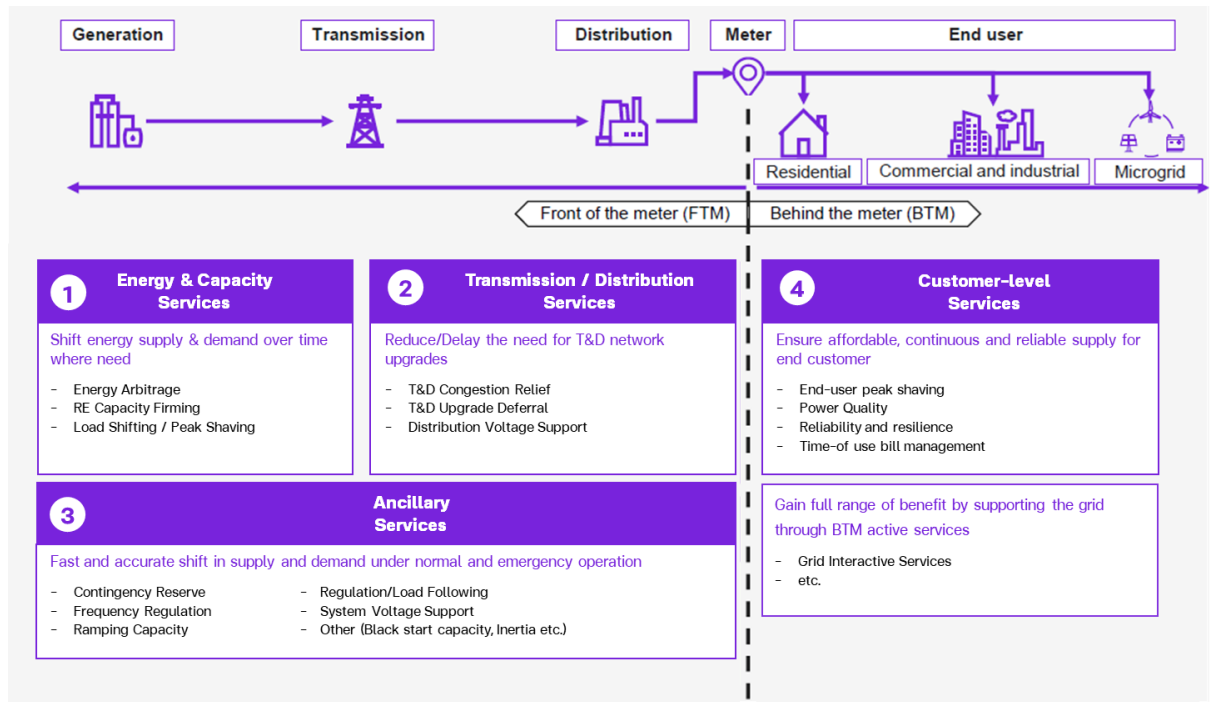 Generation
Transmission
Distribution
Meter
End user
Residential
Commercial and industrial
Microgrid
Front of the meter (FTM)
Behind the meter (BTM)
1
Energy & Capacity
Services
Shift energy supply & demand over time
where need
- Energy Arbitrage
- RE Capacity Firming
- Load Shifting / Peak Shaving
2
Transmission / Distribution
Services
Reduce/Delay the need for T&D network
upgrades
- T&D Congestion Relief
- T&D Upgrade Deferral
- Distribution Voltage Support
3
Ancillary
Services
Fast and accurate shift in supply and demand under normal and emergency operation
- Contingency Reserve
- Frequency Regulation
- Ramping Capacity
- Regulation/Load Following
- System Voltage Support
- Other (Black start capacity, Inertia etc.)
4
Customer-level
Services
Ensure affordable, continuous and reliable supply for
end customer
- End-user peak shaving
- Power Quality
- Reliability and resilience
- Time-of use bill management
Gain full range of benefit by supporting the grid
through BTM active services
- Grid Interactive Services
- etc.